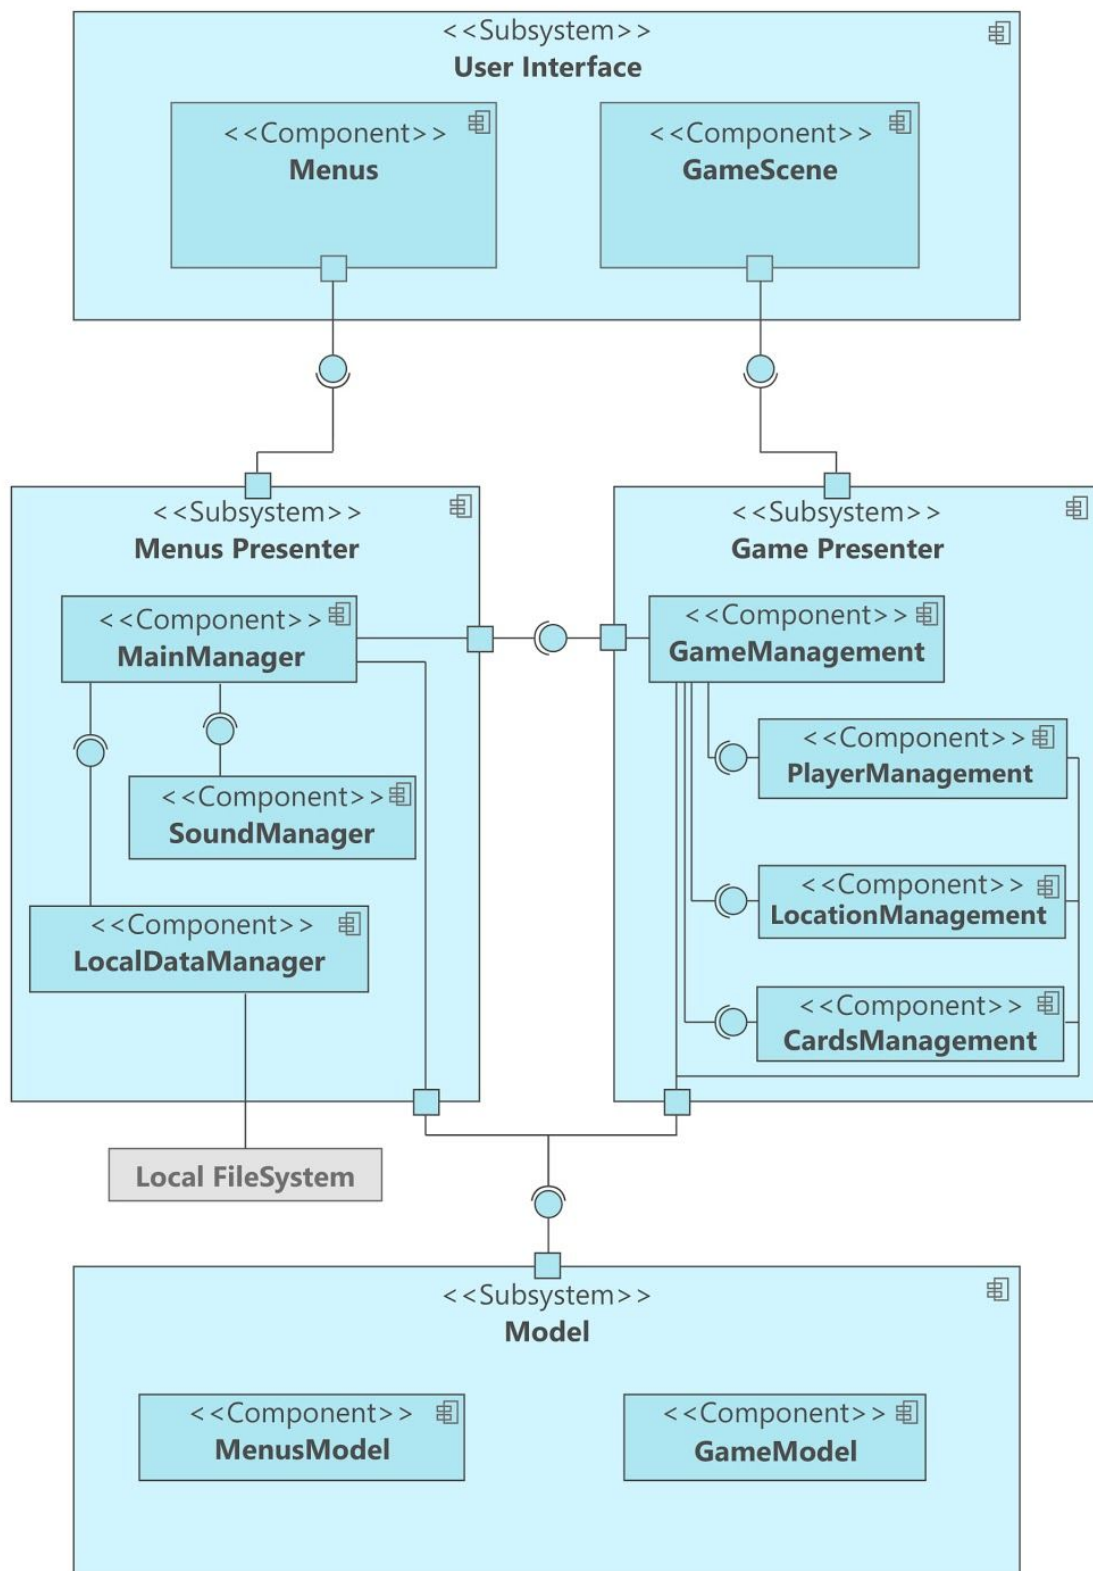 <<Subsystem>>
User Interface
<<Component>>
Menus
<<Component>>
GameScene
<<Subsystem>>
Menus Presenter
<<Component>>
MainManager
<<Component>>
SoundManager
<<Component>>
LocalDataManager
Local FileSystem
<<Subsystem>>
Game Presenter
<<Component>>
GameManagement
<<Component>>
PlayerManagement
<<Component>>
LocationManagement
<<Component>>
CardsManagement
<<Subsystem>>
Model
<<Component>>
MenusModel
<<Component>>
GameModel